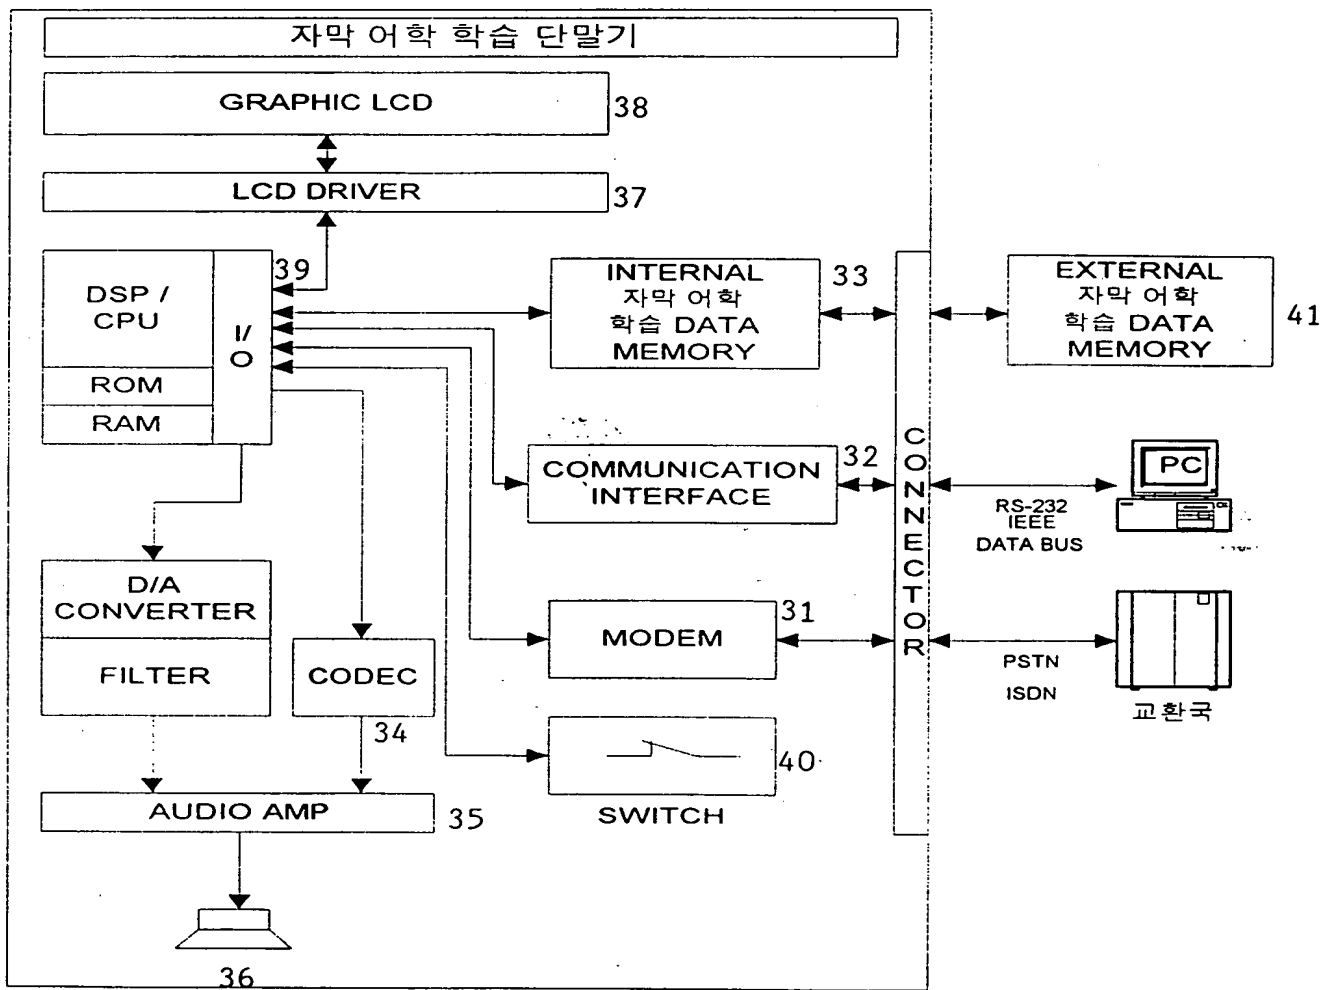 자막 어학 학습 단말기
GRAPHIC LCD
38
LCD DRIVER
37
39
DSP /
CPU
I/
O
ROM
RAM
INTERNAL
자막 어학
학습 DATA
MEMORY
33
EXTERNAL
자막 어학
학습 DATA
MEMORY
41
COMMUNICATION
INTERFACE
32
CONNECTOR
PC
RS-232
IEEE
DATA BUS
D/A
CONVERTER
FILTER
CODEC
34
MODEM
31
PSTN
ISDN
교환국
40
SWITCH
AUDIO AMP
35
36